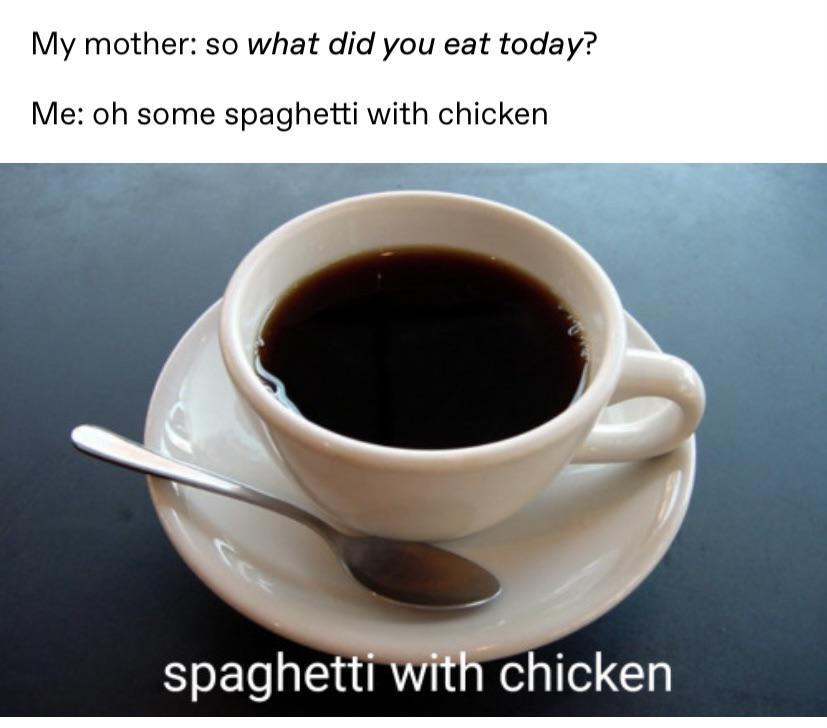 My mother: so what did you eat today?
Me: oh some spaghetti with chicken
spaghetti with chicken